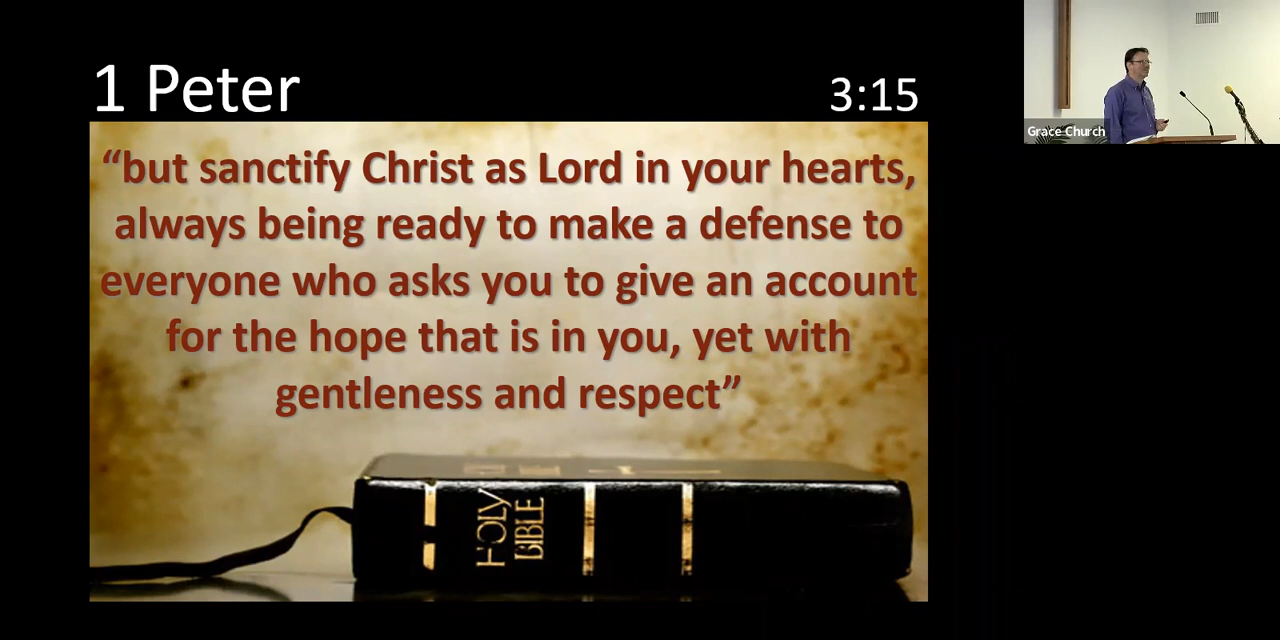 1 Peter 3:15
“but sanctify Christ as Lord in your hearts,
always being ready to make a defense to
everyone who asks you to give an account
for the hope that is in you, yet with
gentleness and respect”
HOLY
BIBLE
Grace Church